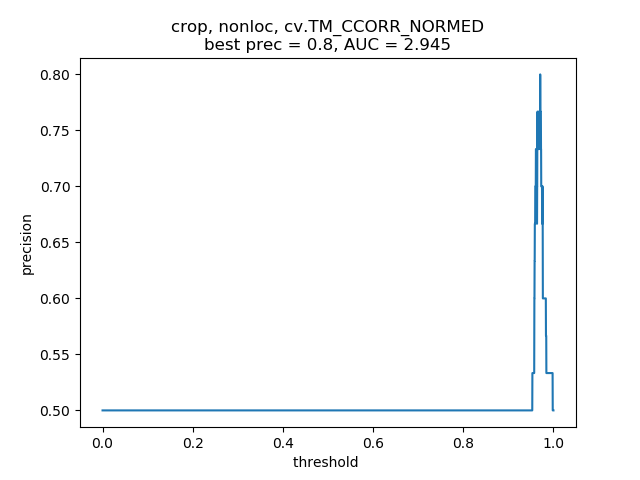 crop, nonloc, cv.TM_CCORR_NORMED
best prec = 0.8, AUC = 2.945
0.80
0.75
0.70
0.65
0.60
0.55
0.50
precision
0.0 0.2 0.4 0.6 0.8 1.0
threshold